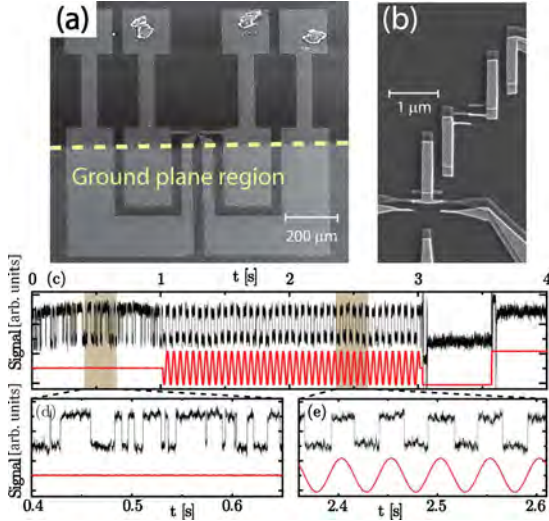 (a)
(b)
1 μm
Ground plane region
200 μm
0 (c) 1 2 3 4
t [s]
Signal [arb. units]
(d)
(e)
Signal [arb. units]
0.4 0.5 0.6 2.4 2.5 2.6
t [s] t [s]